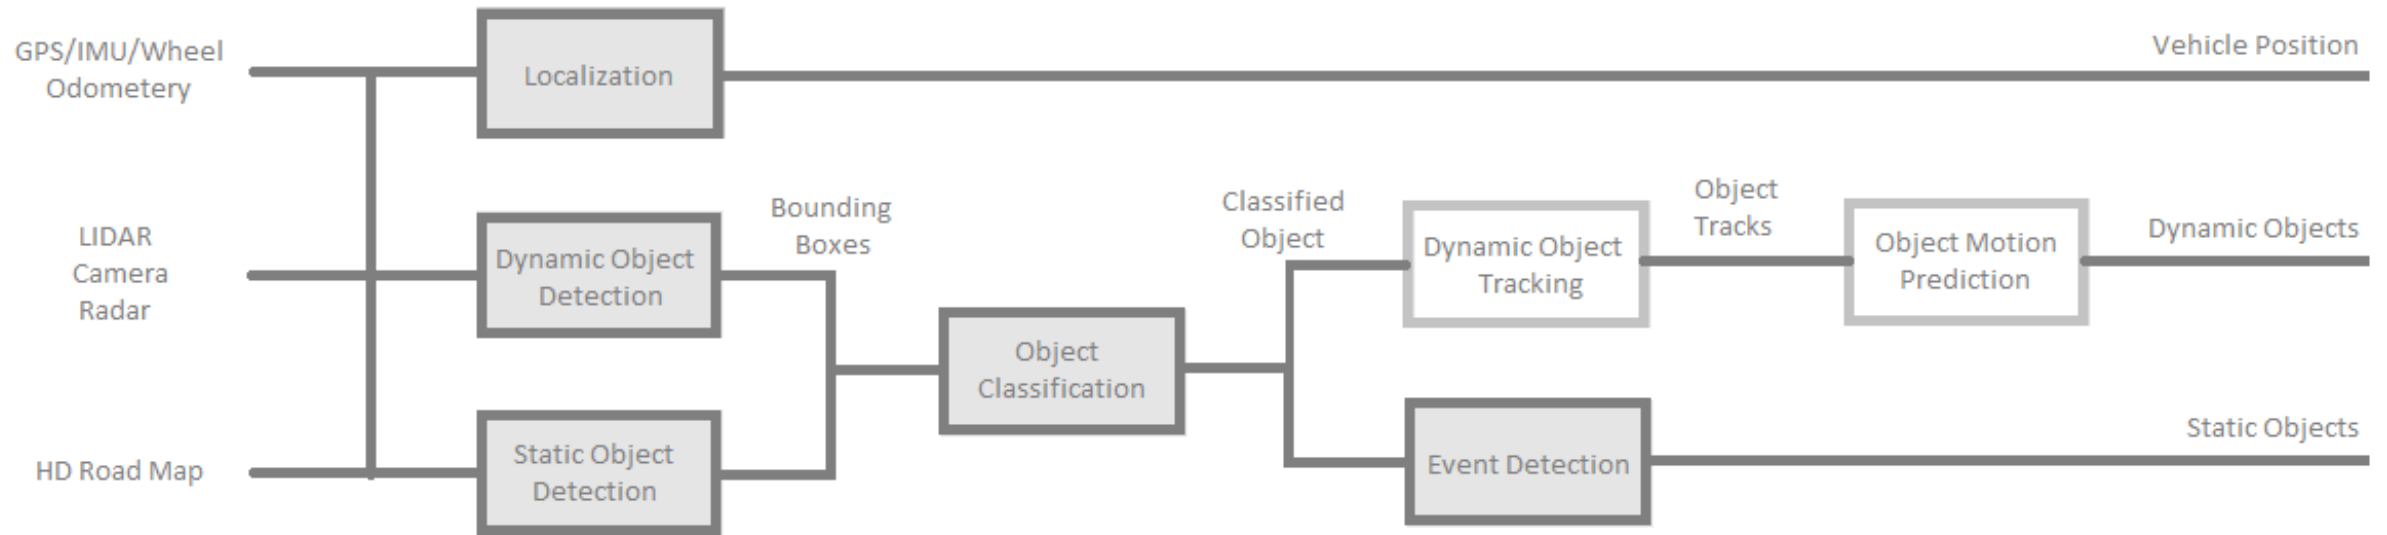 GPS/IMU/Wheel
Odometery
Localization
Vehicle Position
LIDAR
Camera
Radar
Dynamic Object
Detection
Bounding
Boxes
Classified
Object
Dynamic Object
Tracking
Object
Tracks
Object Motion
Prediction
Dynamic Objects
Object
Classification
HD Road Map
Static Object
Detection
Event Detection
Static Objects